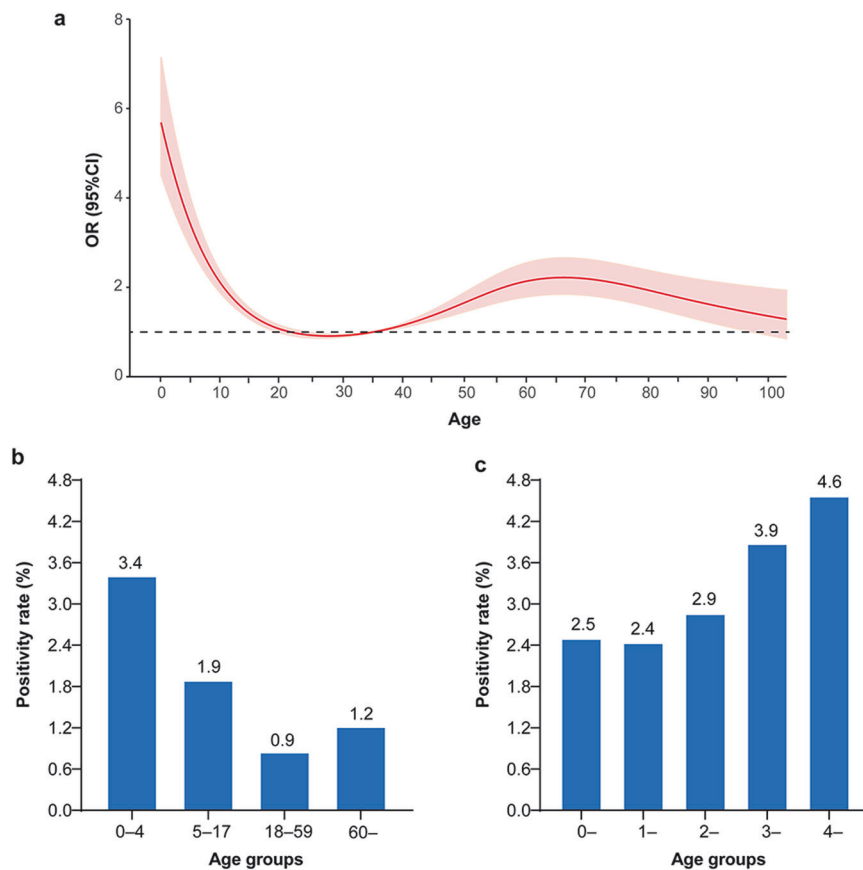 a
8
6
4
2
0
OR (95%CI)
0 10 20 30 40 50 60 70 80 90 100
Age
b
4.8
4.2
3.6
3.0
2.4
1.8
1.2
0.6
0.0
Positivity rate (%)
3.4
1.9
0.9
1.2
0–4 5–17 18–59 60–
Age groups
c
4.8
4.2
3.6
3.0
2.4
1.8
1.2
0.6
0.0
Positivity rate (%)
2.5
2.4
2.9
3.9
4.6
0– 1– 2– 3– 4–
Age groups